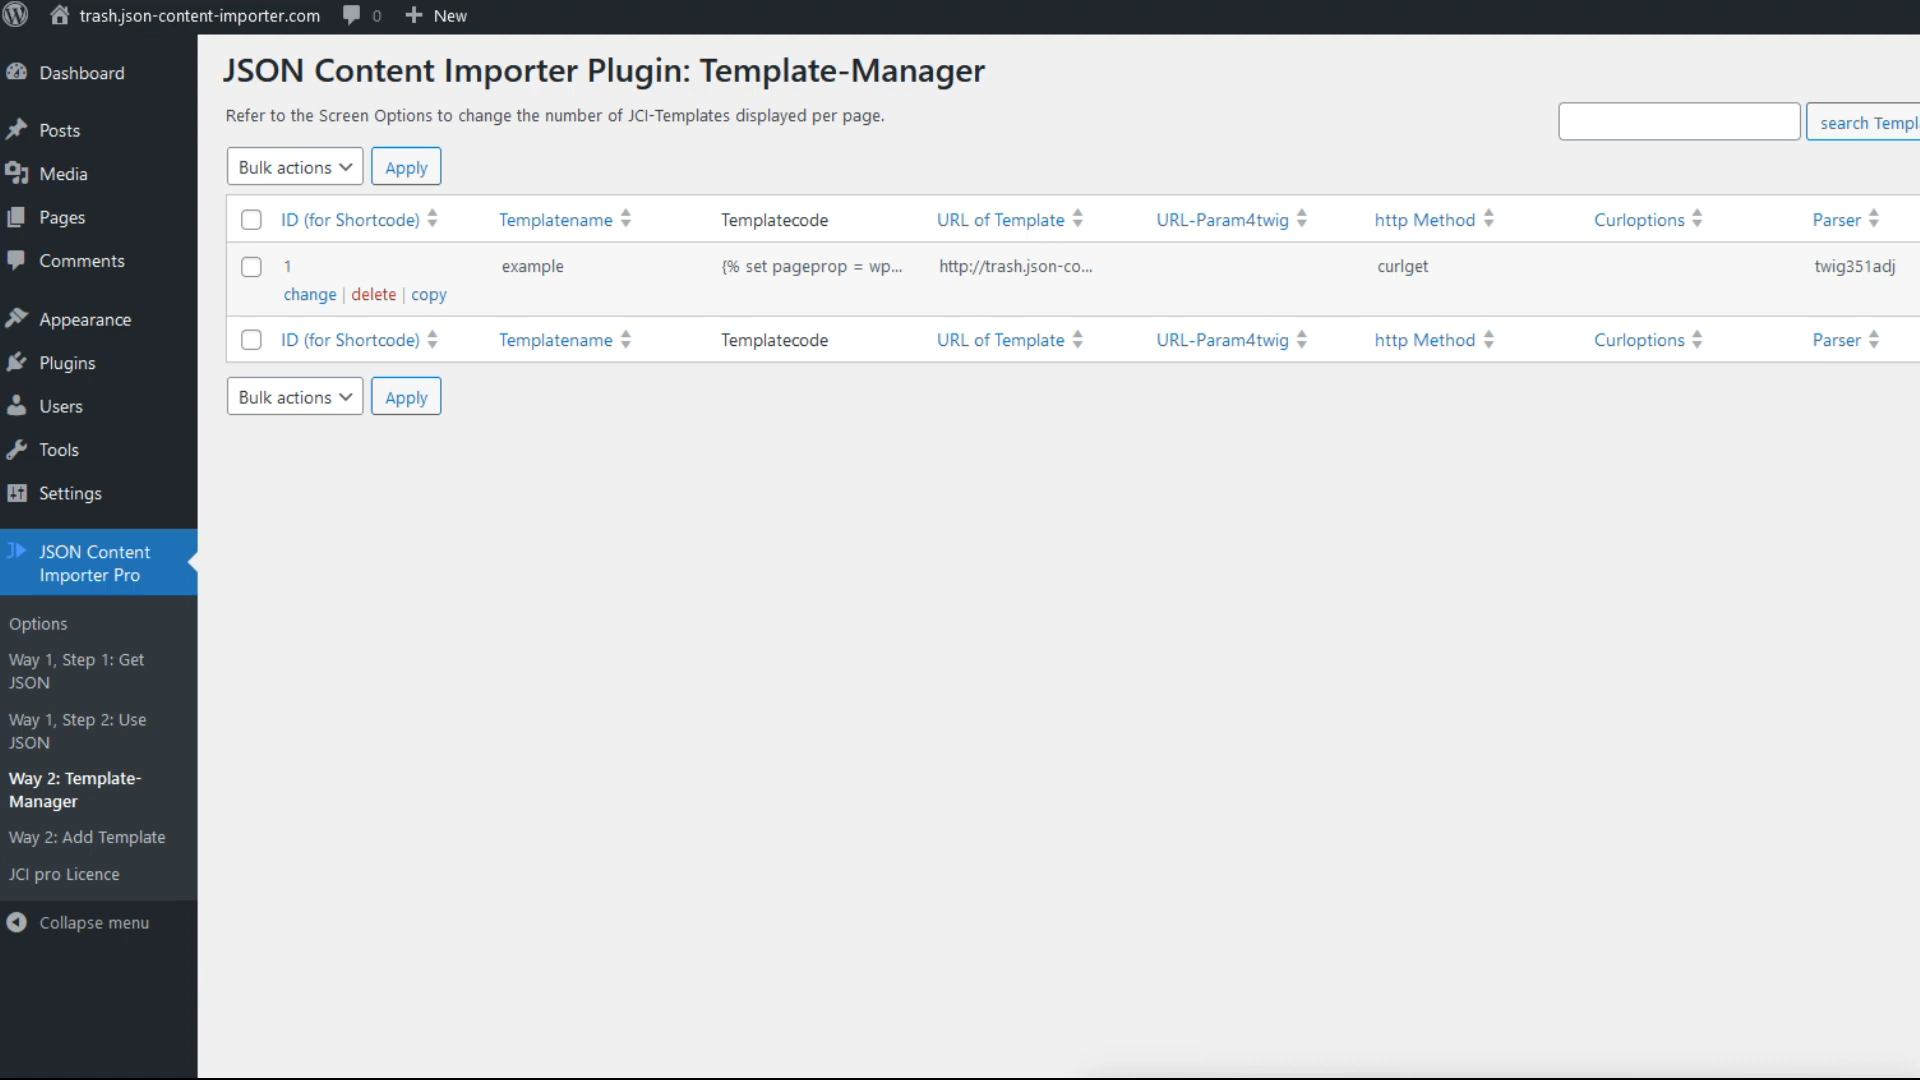 trash.json-content-importer.com 0 New
Dashboard
Posts
Media
Pages
Comments
Appearance
Plugins
Users
Tools
Settings
JSON Content
Importer Pro
Options
Way 1, Step 1: Get
JSON
Way 1, Step 2: Use
JSON
Way 2: Template-
Manager
Way 2: Add Template
JCI pro Licence
Collapse menu
JSON Content Importer Plugin: Template-Manager
Refer to the Screen Options to change the number of JCI-Templates displayed per page.
search Templ
Bulk actions Apply
ID (for Shortcode) Templatename Templatecode URL of Template URL-Param4twig http Method Curloptions Parser
1 example {% set pageprop = wp... http://trash.json-co... curlget twig351adj
change | delete | copy
ID (for Shortcode) Templatename Templatecode URL of Template URL-Param4twig http Method Curloptions Parser
Bulk actions Apply